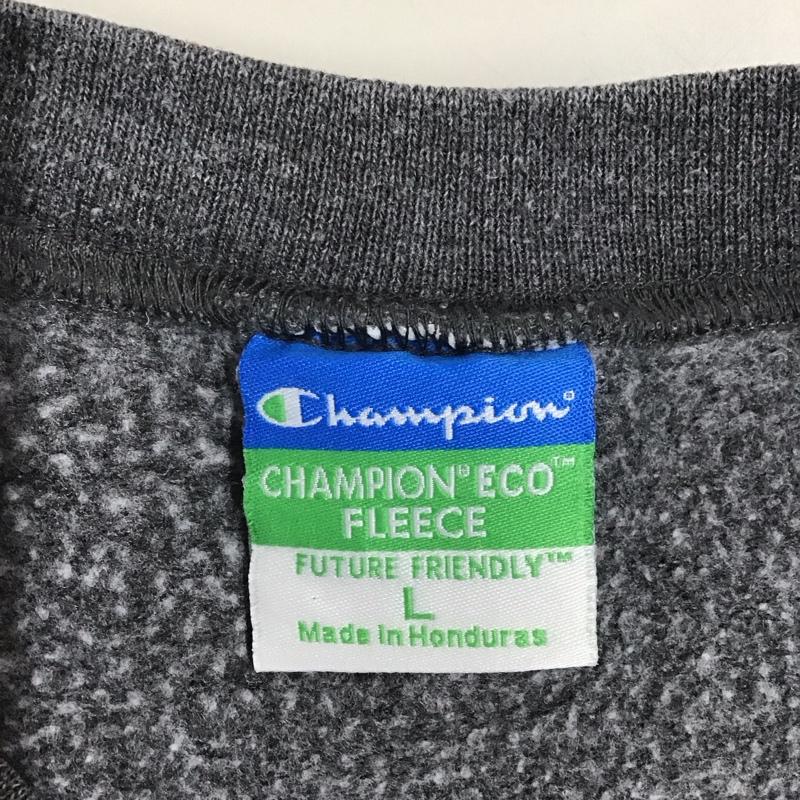 Champion®
CHAMPION® ECO™
FLEECE
FUTURE FRIENDLY™
L
Made in Honduras